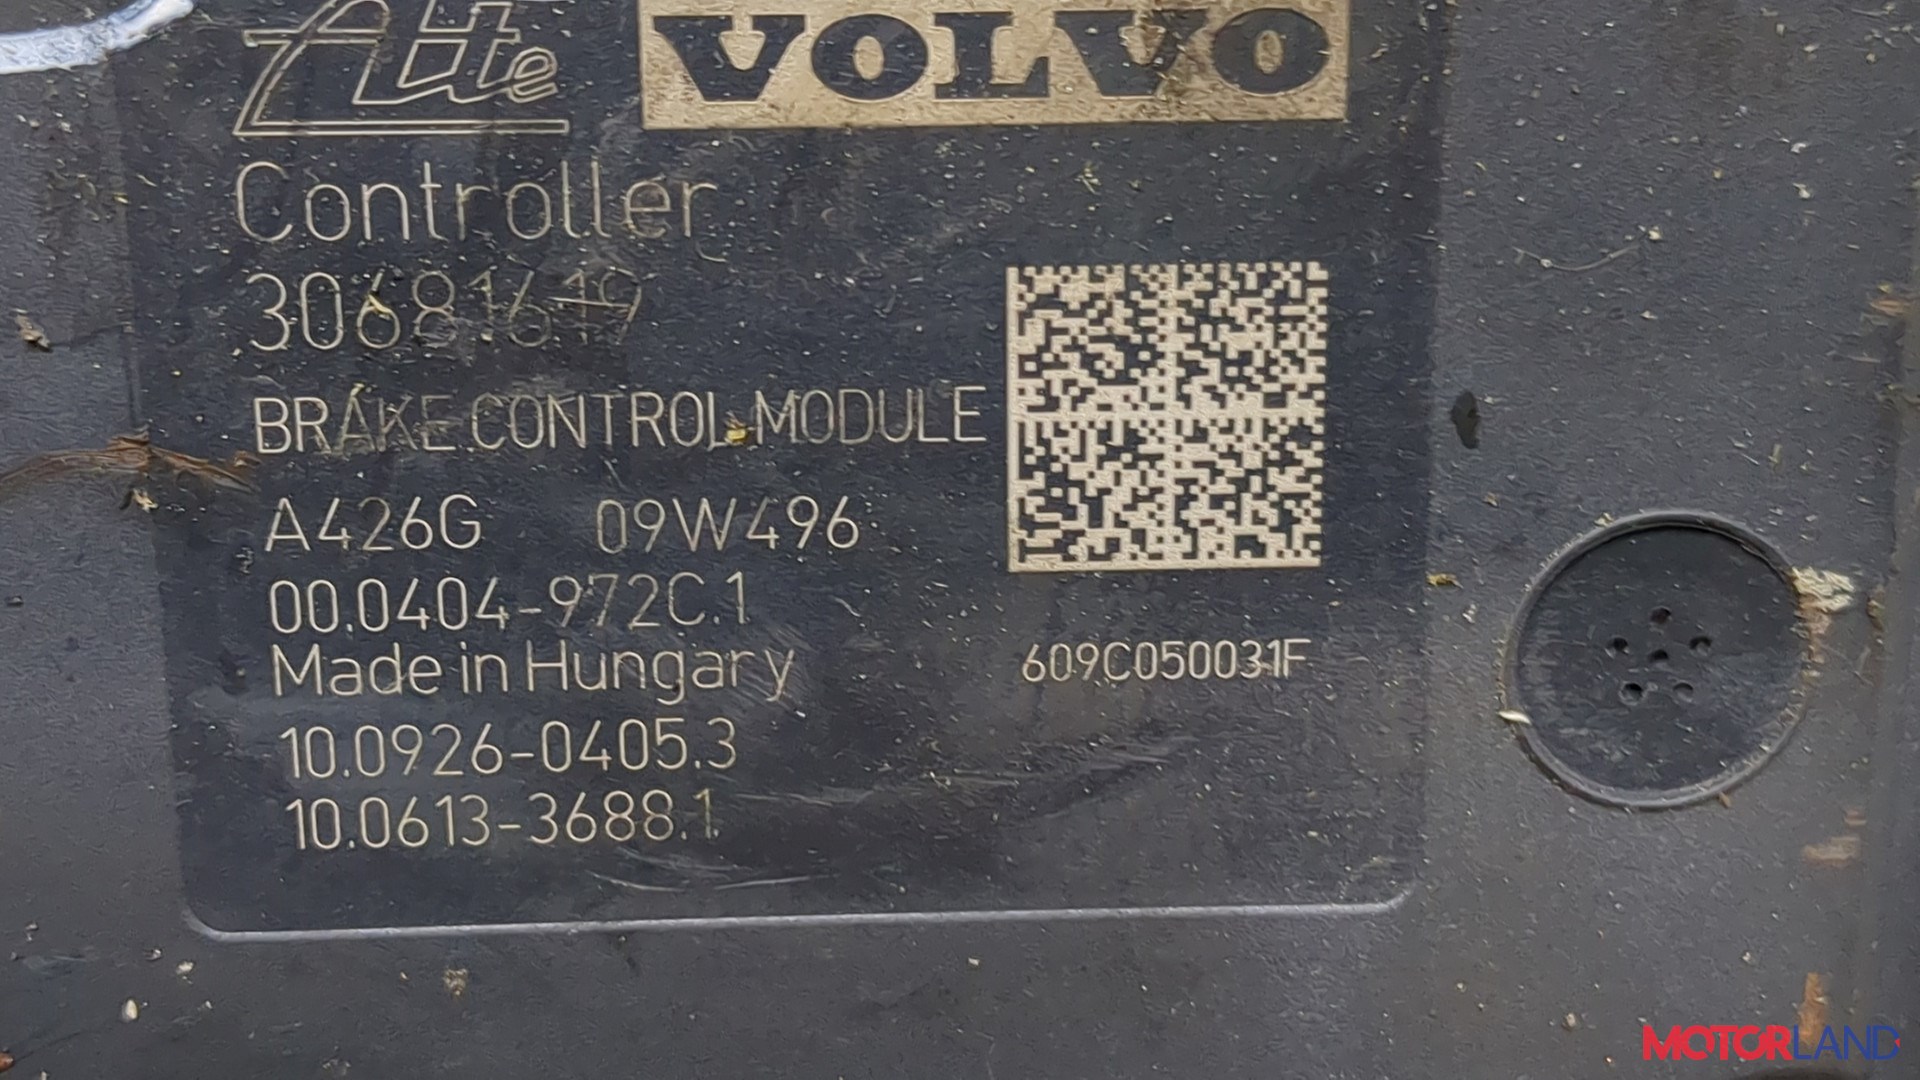 Ate VOLVO
Controller
30681619
BRAKE CONTROL MODULE
A426G 09W496
00.0404-972C.1
Made in Hungary
609C050031F
10.0926-0405.3
10.0613-3688.1
MOTORLAND